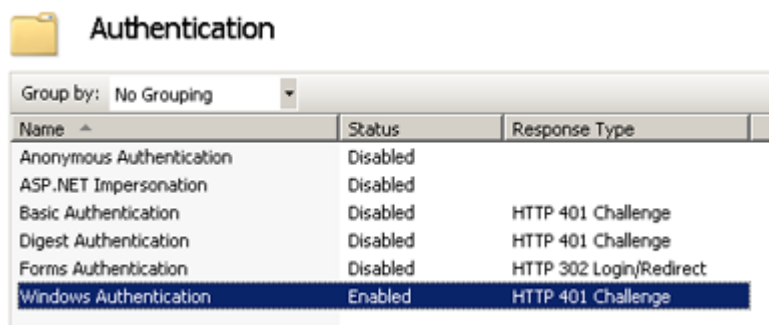 Authentication
Group by: No Grouping
Name Status Response Type
Anonymous Authentication Disabled
ASP.NET Impersonation Disabled
Basic Authentication Disabled HTTP 401 Challenge
Digest Authentication Disabled HTTP 401 Challenge
Forms Authentication Disabled HTTP 302 Login/Redirect
Windows Authentication Enabled HTTP 401 Challenge